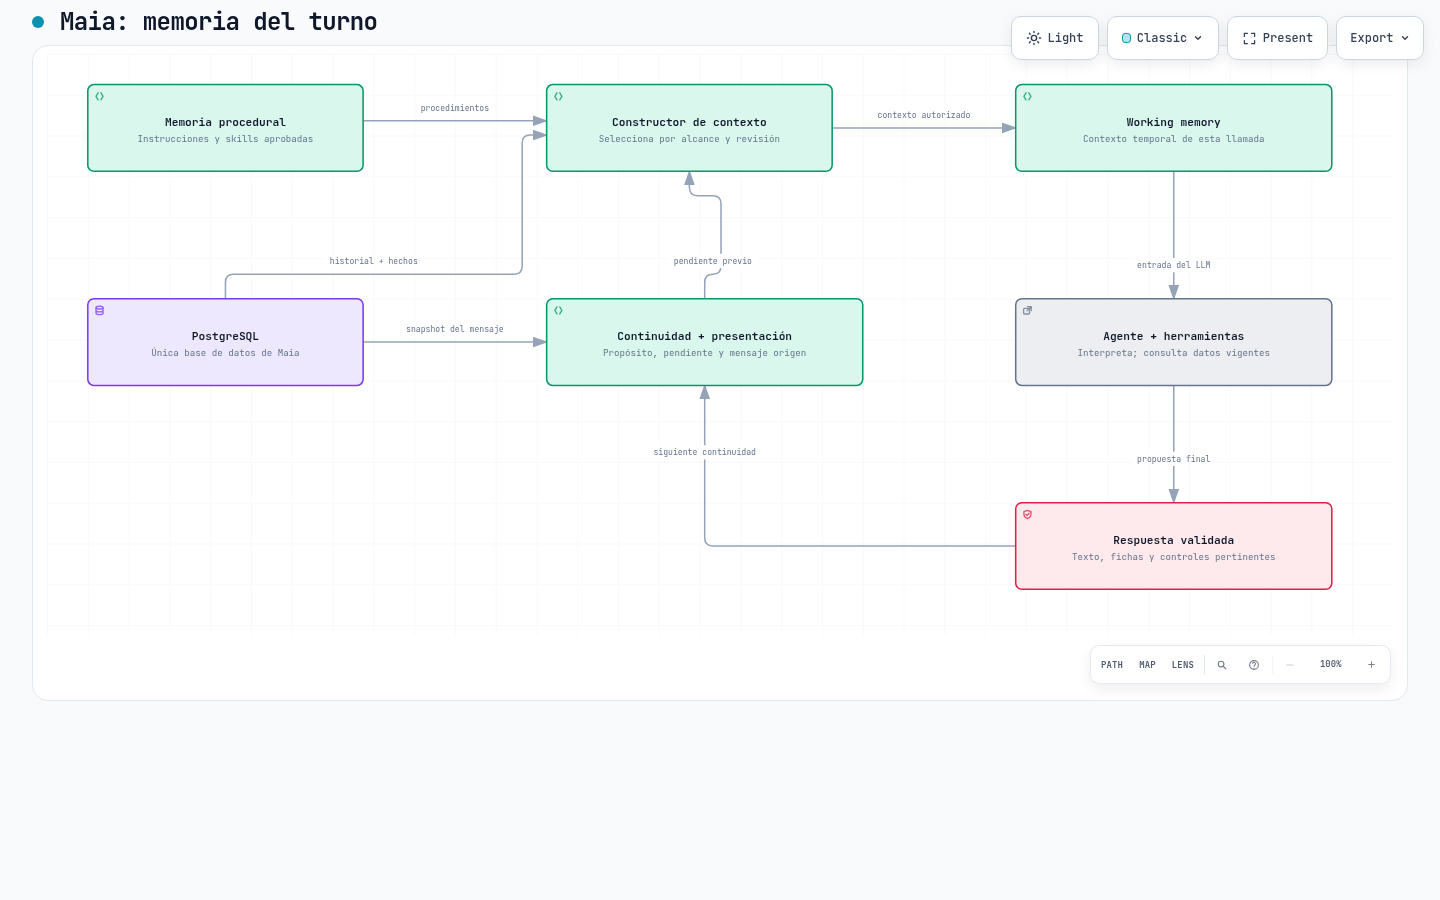 Maia: memoria del turno
Light
Classic
Present
Export
Memoria procedural
Instrucciones y skills aprobadas
procedimientos
Constructor de contexto
Selecciona por alcance y revisión
contexto autorizado
Working memory
Contexto temporal de esta llamada
historial + hechos
pendiente previo
entrada del LLM
PostgreSQL
Única base de datos de Maia
snapshot del mensaje
Continuidad + presentación
Propósito, pendiente y mensaje origen
Agente + herramientas
Interpreta; consulta datos vigentes
siguiente continuidad
propuesta final
Respuesta validada
Texto, fichas y controles pertinentes
PATH
MAP
LENS
100%